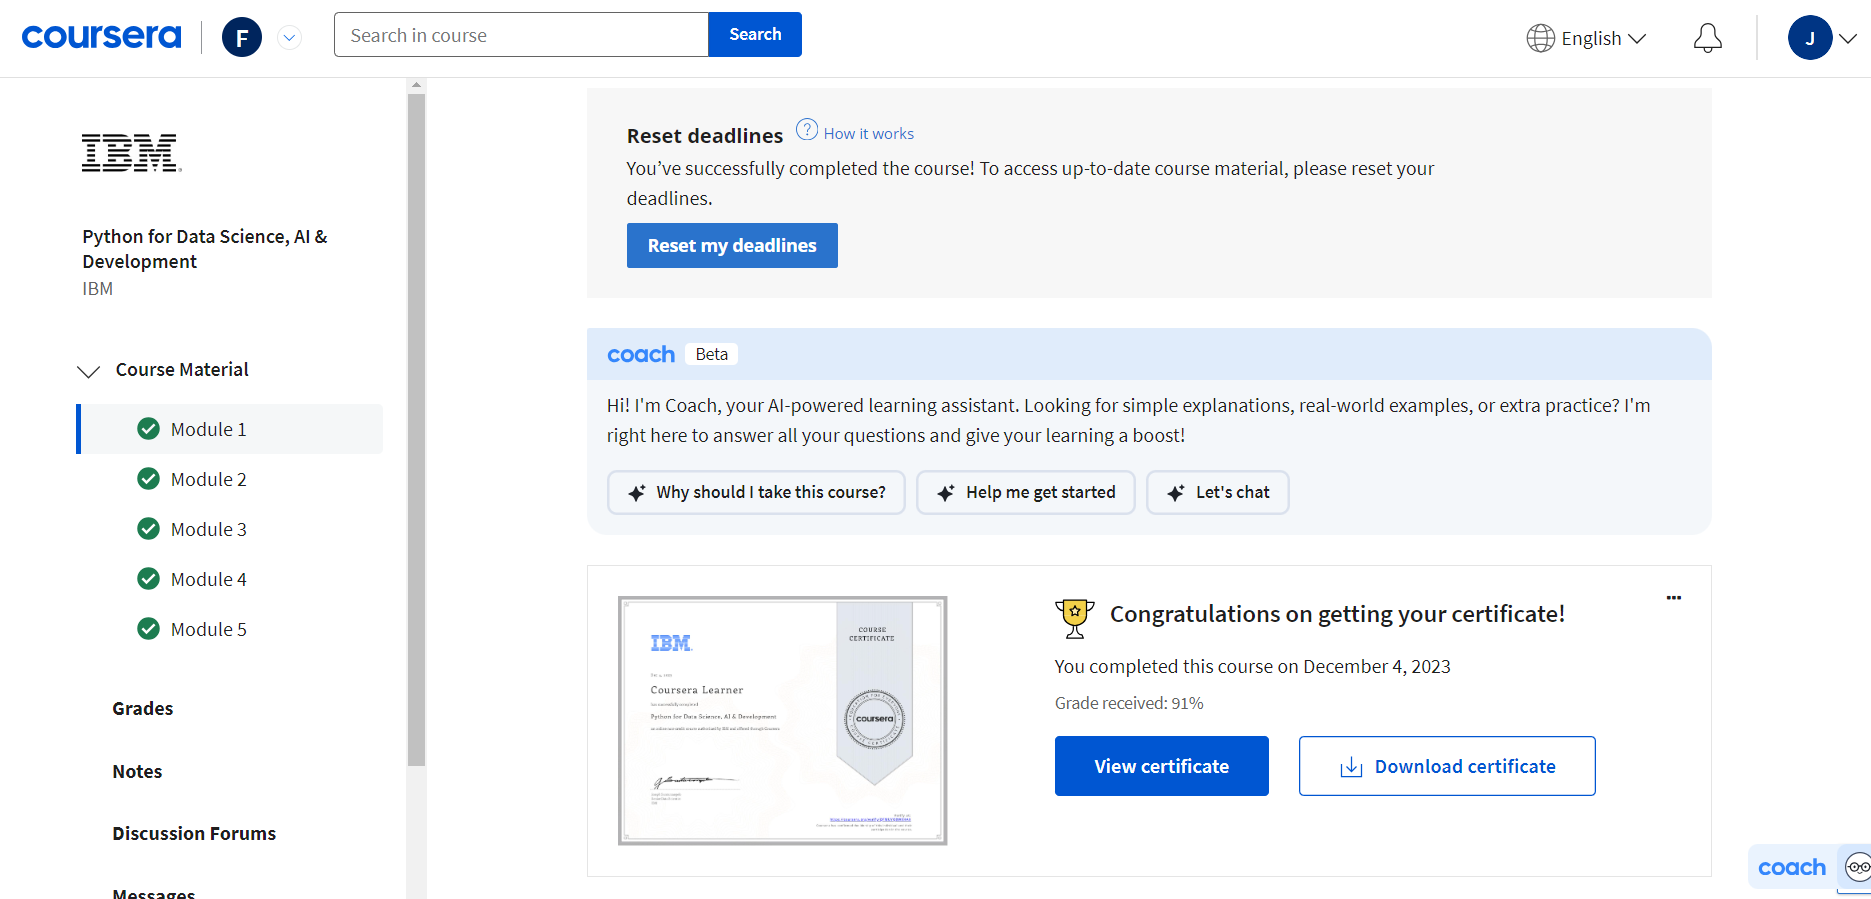 coursera
F
Search in course
Search
English
J
IBM
Python for Data Science, AI &
Development
IBM
Course Material
Module 1
Module 2
Module 3
Module 4
Module 5
Grades
Notes
Discussion Forums
Messages
Reset deadlines
? How it works
You’ve successfully completed the course! To access up-to-date course material, please reset your
deadlines.
Reset my deadlines
coach Beta
Hi! I'm Coach, your AI-powered learning assistant. Looking for simple explanations, real-world examples, or extra practice? I'm
right here to answer all your questions and give your learning a boost!
Why should I take this course?
Help me get started
Let's chat
IBM
COURSE
CERTIFICATE
Coursera Learner
has successfully completed
Python for Data Science, AI & Development
coursera
Congratulations on getting your certificate!
You completed this course on December 4, 2023
Grade received: 91%
View certificate
Download certificate
coach